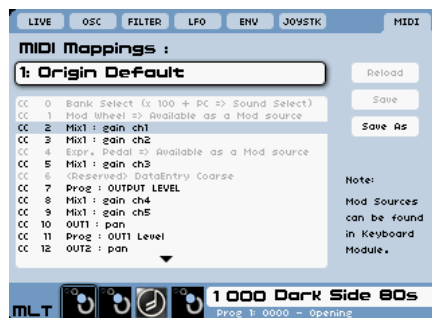 LIVE OSC FILTER LFO ENV JOYSTK MIDI
MIDI Mappings :
1: Origin Default
Reload
Save
Save As
CC 0 Bank Select (x 100 + PC => Sound Select)
CC 1 Mod Wheel => Available as a Mod source
CC 2 Mix1 : gain ch1
CC 3 Mix1 : gain ch2
CC 4 Expr. Pedal => Available as a Mod source
CC 5 Mix1 : gain ch3
CC 6 <Reserved> DataEntry Coarse
CC 7 Prog : OUTPUT LEVEL
CC 8 Mix1 : gain ch4
CC 9 Mix1 : gain ch5
CC 10 OUT1 : pan
CC 11 Prog : OUT1 Level
CC 12 OUT2 : pan
Note:
Mod Sources
can be found
in Keyboard
Module.
MLT
1 000 Dark Side 80s
Prog 1: 0000 - Opening